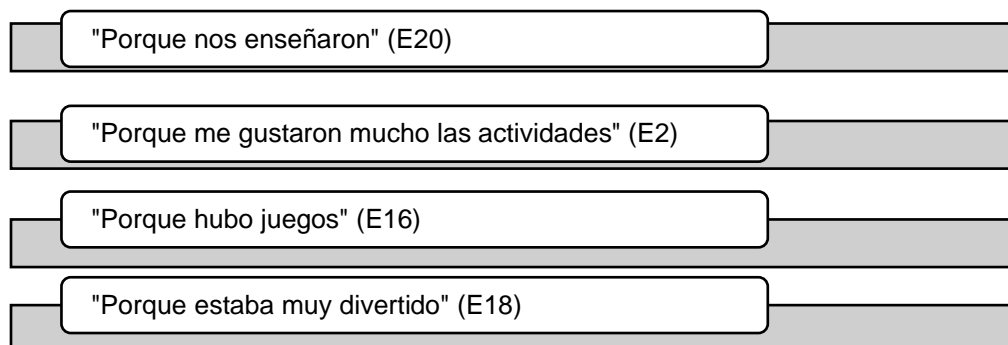 "Porque nos enseñaron" (E20)
"Porque me gustaron mucho las actividades" (E2)
"Porque hubo juegos" (E16)
"Porque estaba muy divertido" (E18)